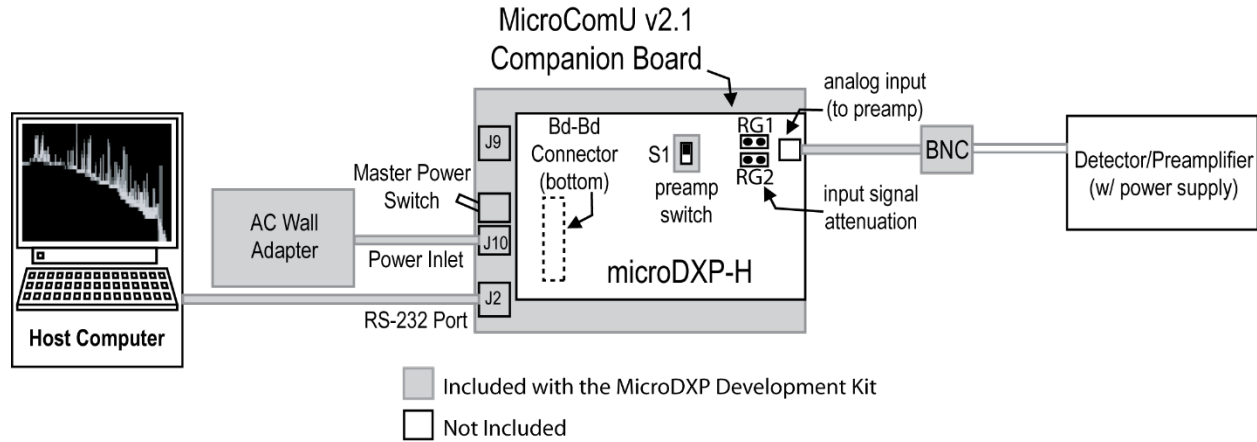 MicroComU v2.1
Companion Board
analog input
(to preamp)
Bd-Bd
Connector
(bottom)
RG1
J9
S1
BNC
RG2
Detector/Preamplifier
(w/ power supply)
Master Power
Switch
preamp
switch
input signal
attenuation
AC Wall
Adapter
J10
Power Inlet
microDXP-H
J2
RS-232 Port
Host Computer
Included with the MicroDXP Development Kit
Not Included